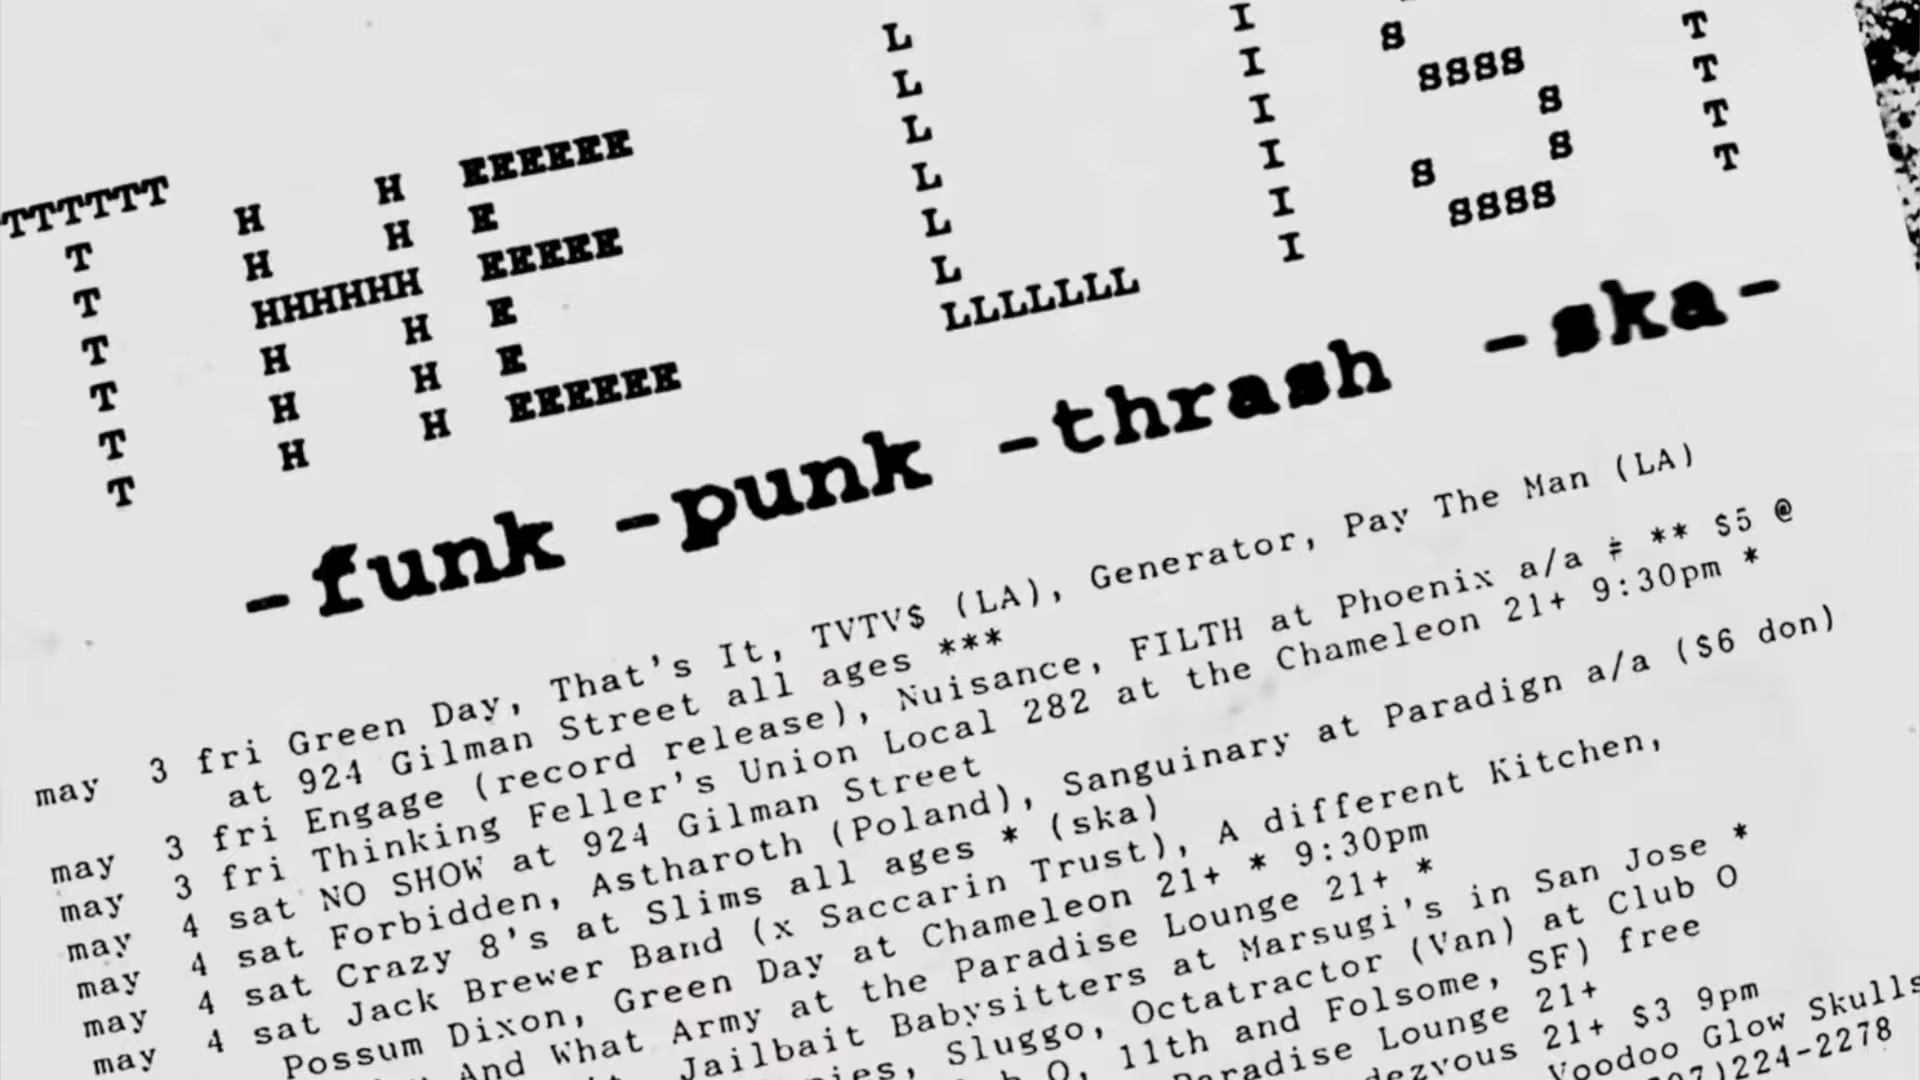 THE LIST
-funk -punk -thrash -ska-
may 3 fri Green Day, That's It, TVTV$ (LA), Generator, Pay The Man (LA)
at 924 Gilman Street all ages ***
may 3 fri Engage (record release), Nuisance, FILTH at Phoenix a/a # ** $5 @
may 3 fri Thinking Feller's Union Local 282 at the Chameleon 21+ 9:30pm *
may 4 sat NO SHOW at 924 Gilman Street
may 4 sat Forbidden, Astharoth (Poland), Sanguinary at Paradign a/a ($6 don)
may 4 sat Crazy 8's at Slims all ages * (ska)
may 4 sat Jack Brewer Band (x Saccarin Trust), A different Kitchen,
Possum Dixon, Green Day at Chameleon 21+ * 9:30pm
And What Army at the Paradise Lounge 21+ *
Jailbait Babysitters at Marsugi's in San Jose *
Sluggo, Octatractor (Van) at Club O
O, 11th and Folsome, SF) free
Lounge 21+
21+ $3 9pm
Voodoo Glow Skulls
224-2278